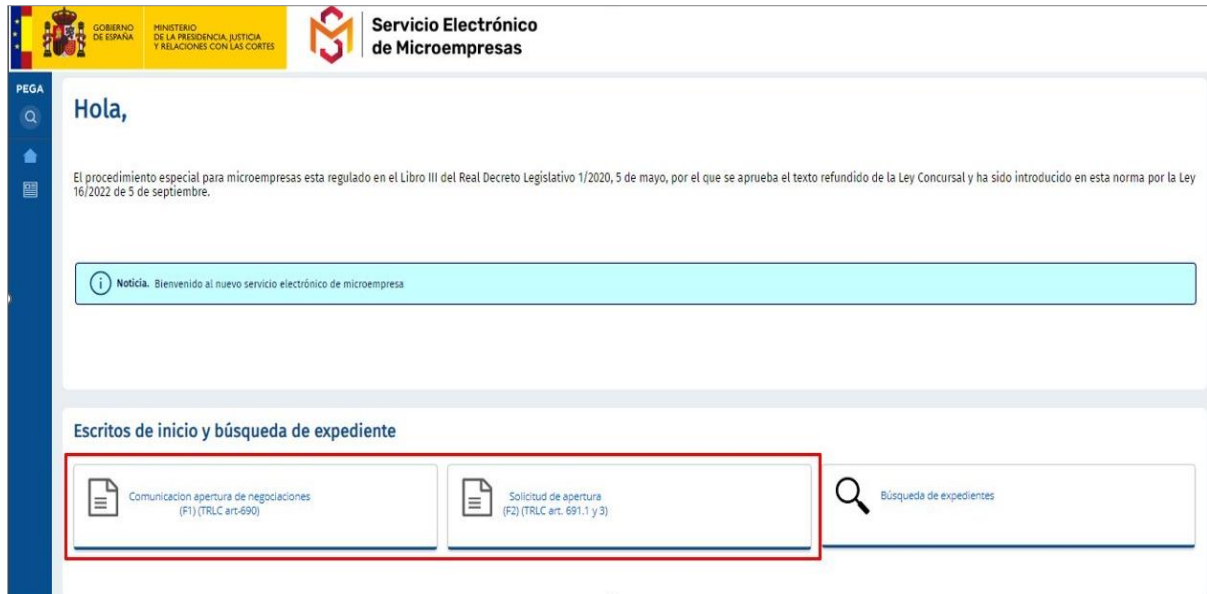 GOBIERNO
DE ESPAÑA
MINISTERIO
DE LA PRESIDENCIA, JUSTICIA
Y RELACIONES CON LAS CORTES
Servicio Electrónico
de Microempresas
PEGA
Hola,
El procedimiento especial para microempresas esta regulado en el Libro III del Real Decreto Legislativo 1/2020, 5 de mayo, por el que se aprueba el texto refundido de la Ley Concursal y ha sido introducido en esta norma por la Ley
16/2022 de 5 de septiembre.
Noticia. Bienvenido al nuevo servicio electrónico de microempresa
Escritos de inicio y búsqueda de expediente
Comunicacion apertura de negociaciones
(F1) (TRLC art-690)
Solicitud de apertura
(F2) (TRLC art. 691.1 y 3)
Búsqueda de expedientes